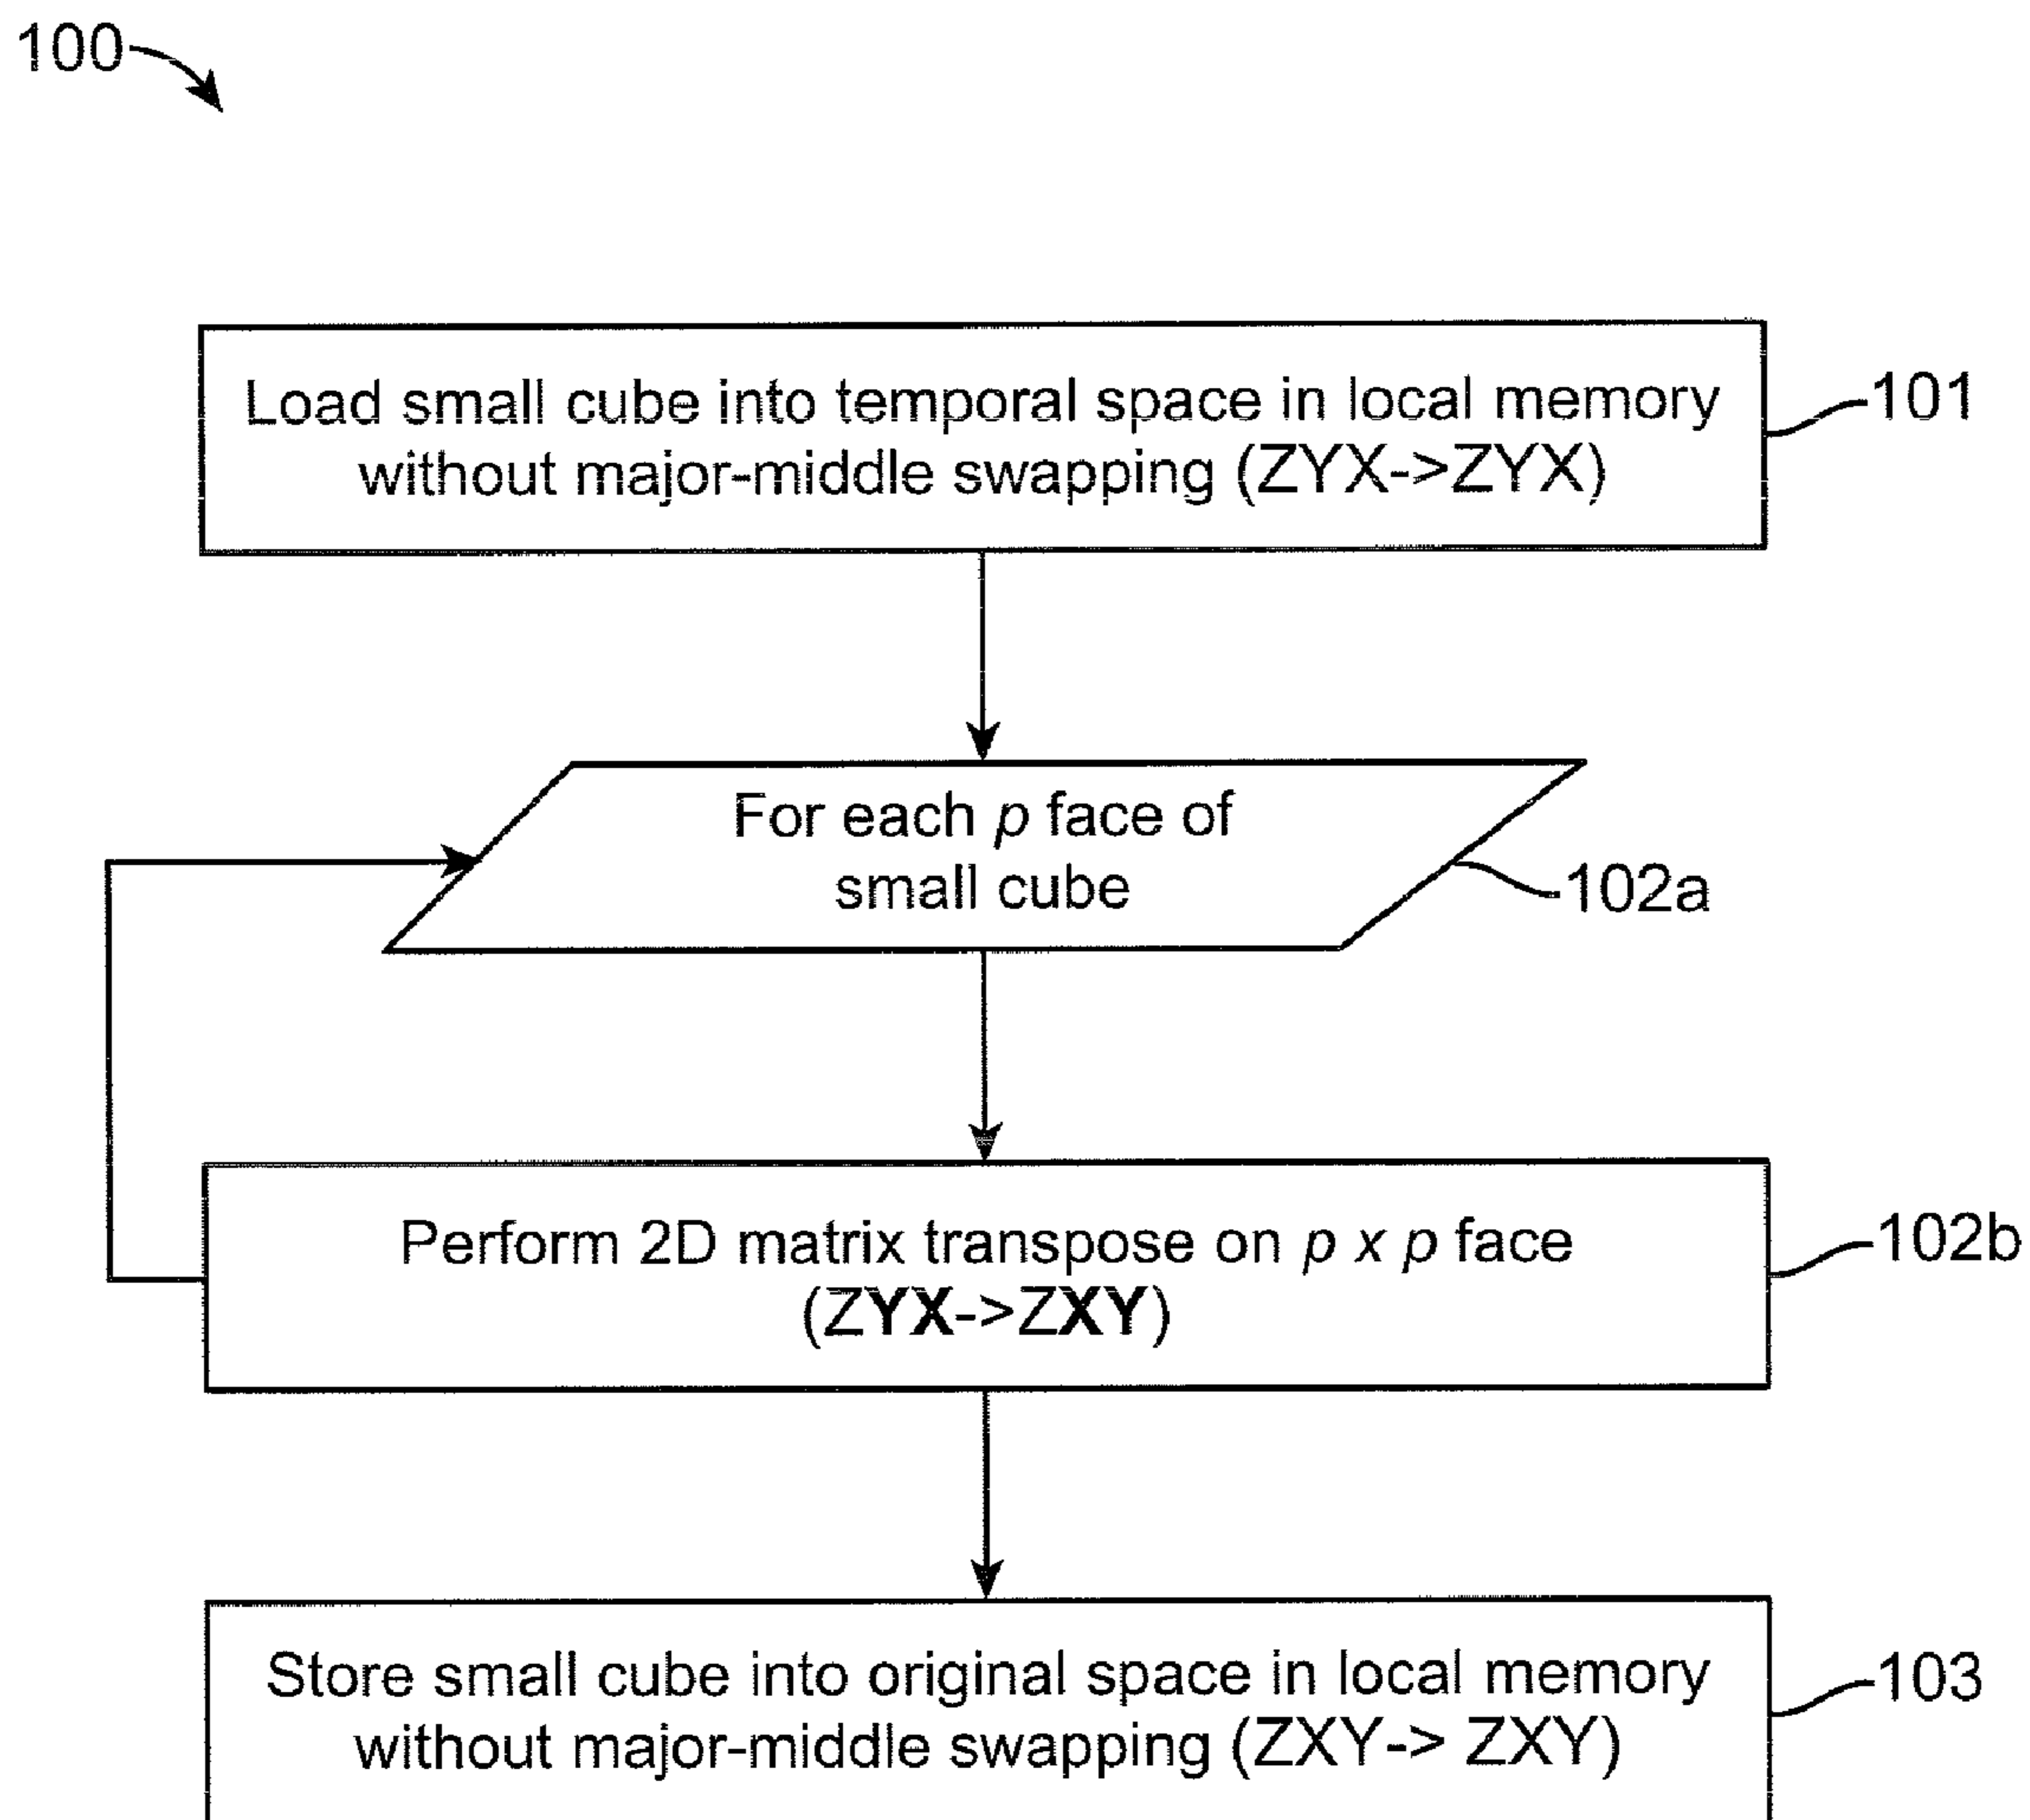 100
Load small cube into temporal space in local memory
without major-middle swapping (ZYX->ZYX)
101
For each p face of
small cube
102a
Perform 2D matrix transpose on p x p face
(ZYX->ZXY)
102b
Store small cube into original space in local memory
without major-middle swapping (ZXY-> ZXY)
103